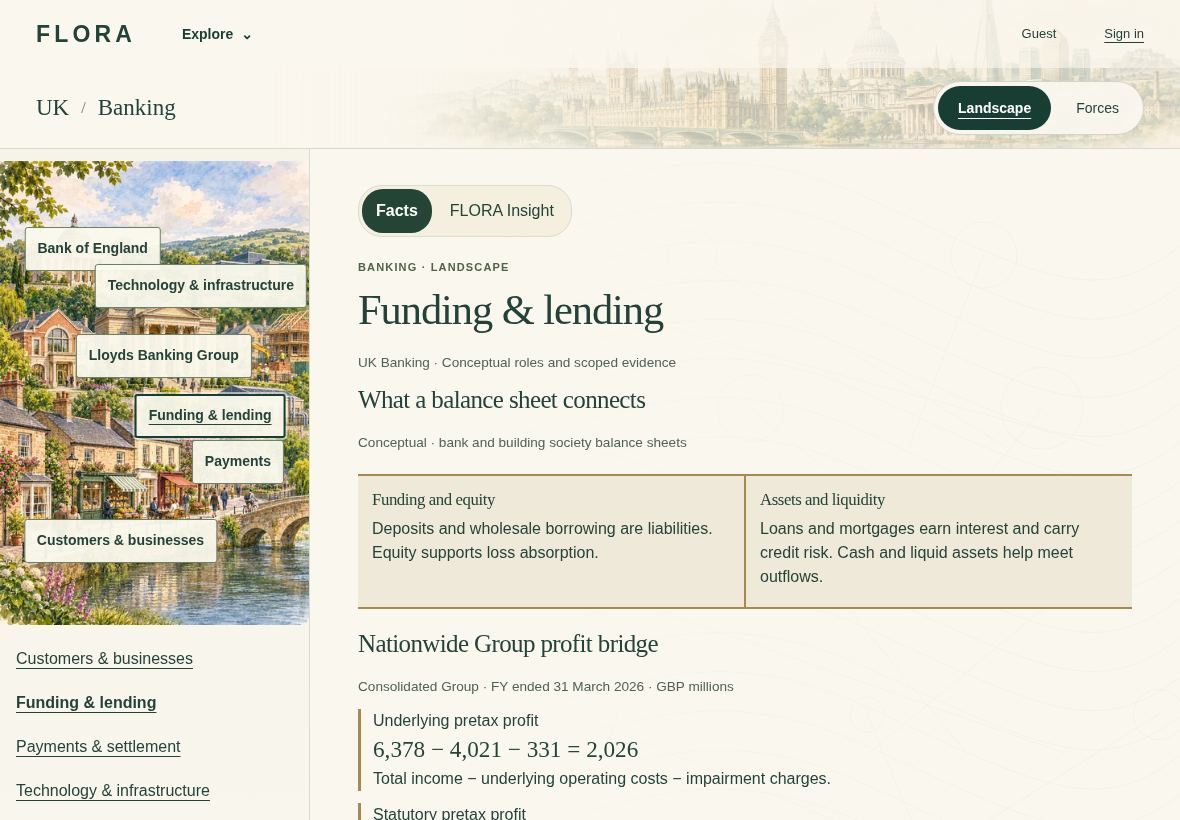 FLORA
Explore
Guest
Sign in
UK / Banking
Landscape
Forces
Bank of England
Technology & infrastructure
Lloyds Banking Group
Funding & lending
Payments
Customers & businesses
Customers & businesses
Funding & lending
Payments & settlement
Technology & infrastructure
Facts
FLORA Insight
BANKING · LANDSCAPE
Funding & lending
UK Banking · Conceptual roles and scoped evidence
What a balance sheet connects
Conceptual · bank and building society balance sheets
Funding and equity
Deposits and wholesale borrowing are liabilities.
Equity supports loss absorption.
Assets and liquidity
Loans and mortgages earn interest and carry
credit risk. Cash and liquid assets help meet
outflows.
Nationwide Group profit bridge
Consolidated Group · FY ended 31 March 2026 · GBP millions
Underlying pretax profit
6,378 − 4,021 − 331 = 2,026
Total income − underlying operating costs − impairment charges.
Statutory pretax profit